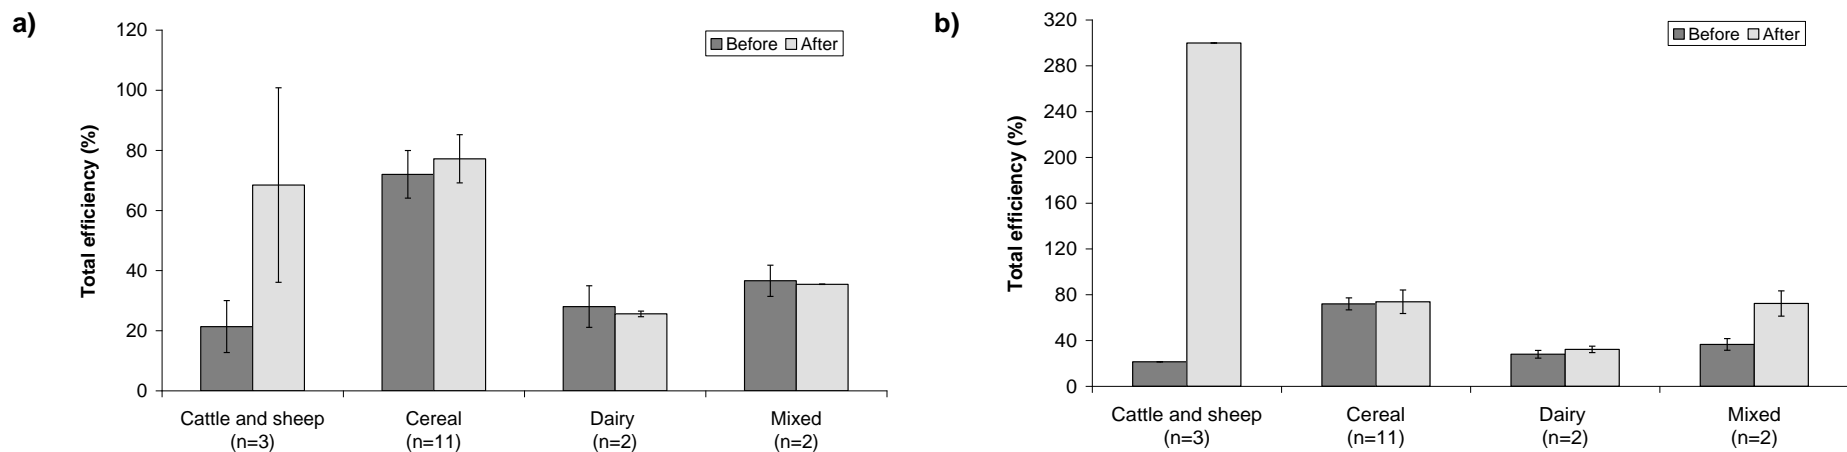 a)
Total efficiency (%)
120
100
80
60
40
20
0
Before After
Cattle and sheep
(n=3)
Cereal
(n=11)
Dairy
(n=2)
Mixed
(n=2)
b)
Total efficiency (%)
320
280
240
200
160
120
80
40
0
Before After
Cattle and sheep
(n=3)
Cereal
(n=11)
Dairy
(n=2)
Mixed
(n=2)